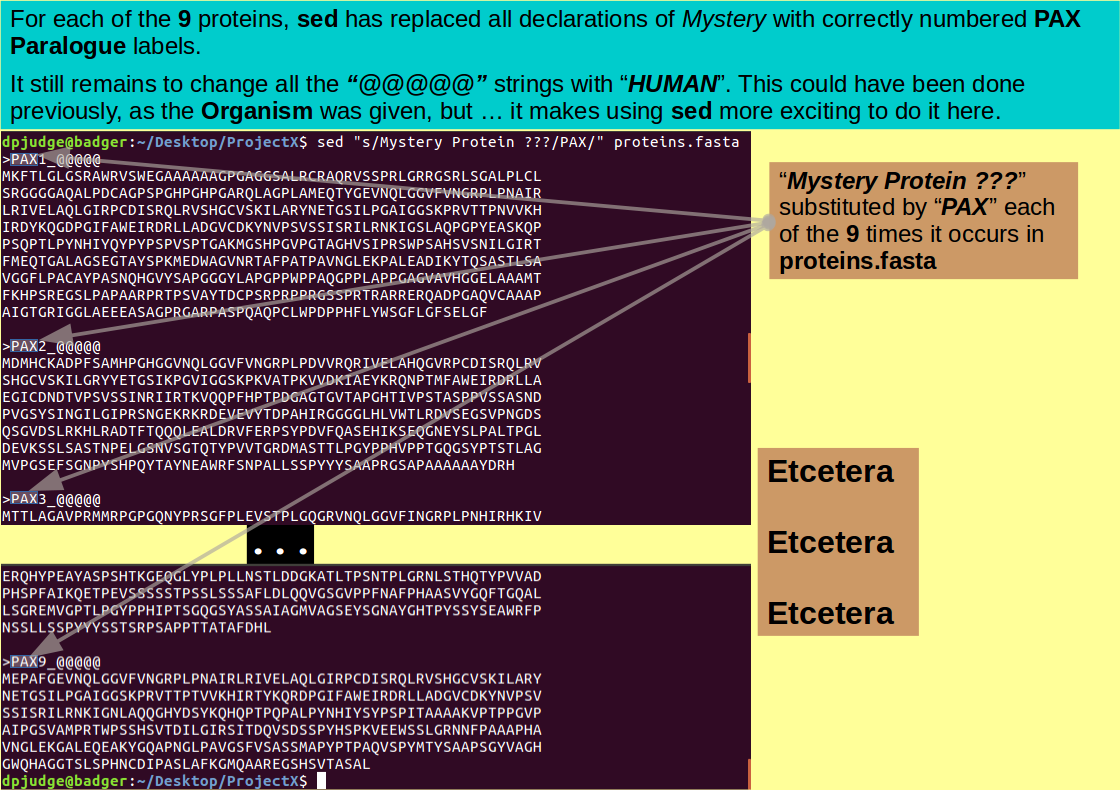 For each of the 9 proteins, sed has replaced all declarations of Mystery with correctly numbered PAX
Paralogue labels.
It still remains to change all the “@@@@@” strings with “HUMAN”. This could have been done
previously, as the Organism was given, but … it makes using sed more exciting to do it here.
dpjudge@badger:~/Desktop/ProjectX$ sed "s/Mystery Protein ???/PAX/" proteins.fasta
>PAX1_@@@@@
MKFTLGLGSRAWRVSWEGAAAAAAGPGAGGSALRCRAQRVSSPRLGRRGSRLSGALPLCL
SRGGGGAQALPDCAGPSPGHPGHPGARQLAGPLAMEQTYGEVNQLGGVFVNGRPLPNAIR
LRIVELAQLGIRPCDISRQLRVSHGCVSKILARYNETGSILPGAIGGSKPRVTTPNVVKH
IRDYKQGDPGIFAWEIRDRLLADGVCDKYNVPSVSSISRILRNKIGSLAQPGPYEASKQP
PSQPTLPYNHIYQYPYPSPVSPTGAKMGSHPGVPGTAGHVSIPRSWPSAHSVSNILGIRT
FMEQTGALAGSEGTAYSPKMEDWAGVNRTAFPATPAVNGLEKPALEADIKYTQSASTLSA
VGGFLPACAYPASNQHGVYSAPGGGYLAPGPPWPPAQGPPLAPPGAGVAVHGGELAAAMT
FKHPSREGSLPAPAARPRTPSVAYTDCPSRPRPPRGSSPRTRARRERQADPGAQVCAAAP
AIGTGRIGGLAEEEASAGPRGARPASPQAQPCLWPDPPHFLYWSGFLGFSELGF
>PAX2_@@@@@
MDMHCKADPFSAMHPGHGGVNQLGGVFVNGRPLPDVVRQRIVELAHQGVRPCDISRQLRV
SHGCVSKILGRYYETGSIKPGVIGGSKPKVATPKVVDKIAEYKRQNPTMFAWEIRDRLLA
EGICDNDTVPSVSSINRIIRTKVQQPFHPTPDGAGTGVTAPGHTIVPSTASPPVSSASND
PVGSYSINGILGIPRSNGEKRKRDEVEVYTDPAHIRGGGGLHLVWTLRDVSEGSVPNGDS
QSGVDSLRKHLRADTFTQQQLEALDRVFERPSYPDVFQASEHIKSEQGNEYSLPALTPGL
DEVKSSLSASTNPELGSNVSGTQTYPVVTGRDMASTTLPGYPPHVPPTGQGSYPTSTLAG
MVPGSEFSGNPYSHPQYTAYNEAWRFSNPALLSSPYYYSAAPRGSAPAAAAAAYDRH
>PAX3_@@@@@
MTTLAGAVPRMMRPGPGQNYPRSGFPLEVSTPLGQGRVNQLGGVFINGRPLPNHIRHKIV
...
ERQHYPEAYASPSHTKGEQGLYPLPLLNSTLDDGKATLTPSNTPLGRNLSTHQTYPVVAD
PHSPFAIKQETPEVSSSSSTPSSLSSSAFLDLQQVGSGVPPFNAFPHAASVYGQFTGQAL
LSGREMVGPTLPGYPPHIPTSGQGSYASSAIAGMVAGSEYSGNAYGHTPYSSYSEAWRFP
NSSLLSSPYYYSSTSRPSAPPTTATAFDHL
>PAX9_@@@@@
MEPAFGEVNQLGGVFVNGRPLPNAIRLRIVELAQLGIRPCDISRQLRVSHGCVSKILARY
NETGSILPGAIGGSKPRVTTPTVVKHIRTYKQRDPGIFAWEIRDRLLADGVCDKYNVPSV
SSISRILRNKIGNLAQQGHYDSYKQHQPTPQPALPYNHIYSYPSPITAAAAKVPTPPGVP
AIPGSVAMPRTWPSSHSVTDILGIRSITDQVSDSSPYHSPKVEEWSSLGRNNFPAAAPHA
VNGLEKGALEQEAKYGQAPNGLPAVGSFVSASSMAPYPTPAQVSPYMTYSAAPSGYVAGH
GWQHAGGTSLSPHNCDIPASLAFKGMQAAREGSHSVTASAL
dpjudge@badger:~/Desktop/ProjectX$
“Mystery Protein ???”
substituted by “PAX” each
of the 9 times it occurs in
proteins.fasta
Etcetera
Etcetera
Etcetera